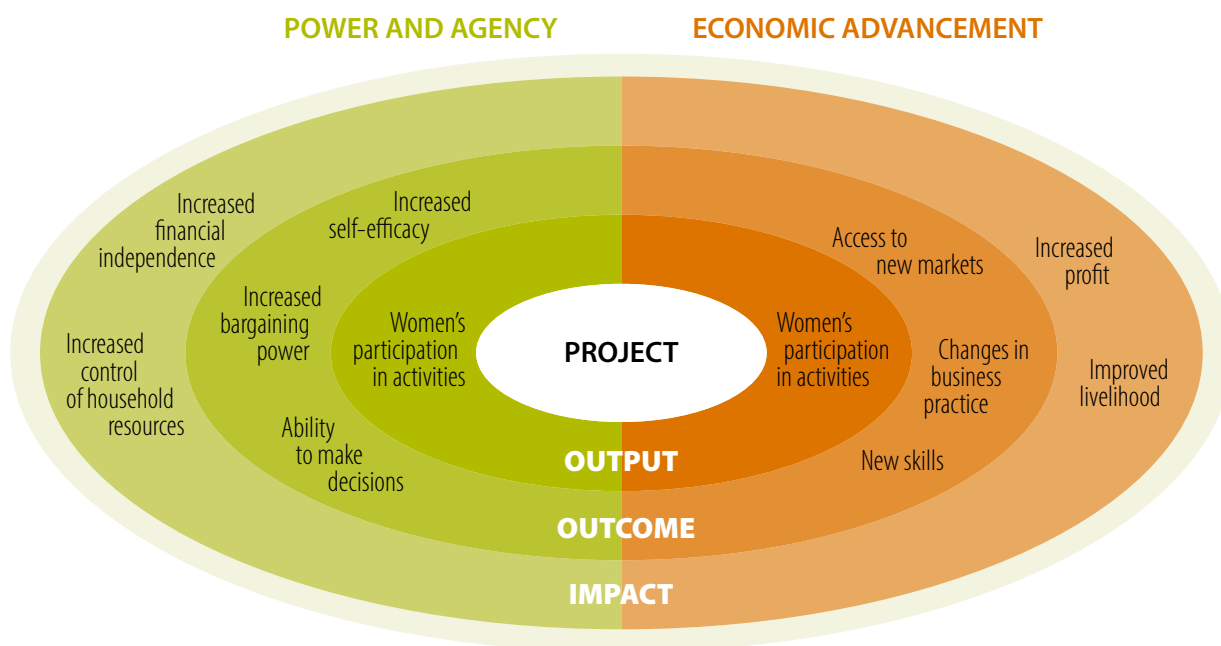 POWER AND AGENCY
ECONOMIC ADVANCEMENT
Increased
financial
independence
Increased
self-efficacy
Access to
new markets
Increased
profit
Increased
bargaining
power
Women's
participation
in activities
PROJECT
Women's
participation
in activities
Changes in
business
practice
Increased
control
of household
resources
Improved
livelihood
Ability
to make
decisions
New skills
OUTPUT
OUTCOME
IMPACT